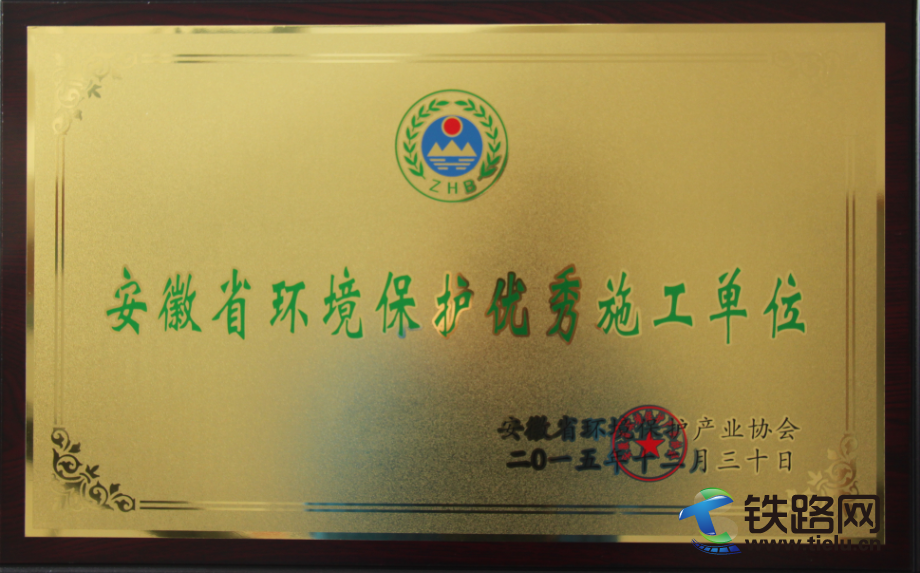 ZHB
安徽省环境保护优秀施工单位
安徽省环境保护产业协会
二〇一五年十二月三十日
铁路网
www.tielu.cn